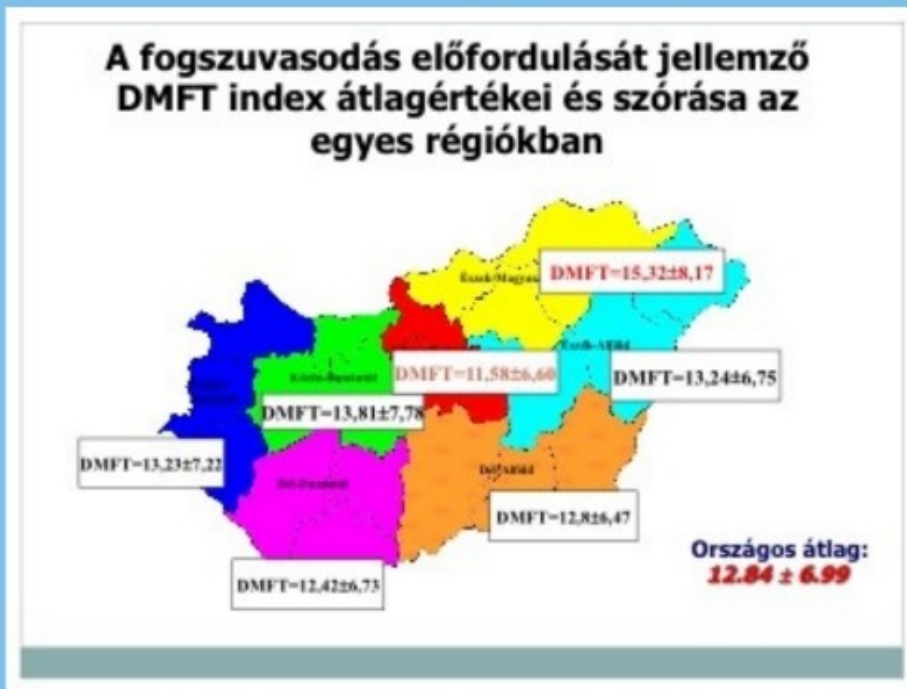 A fogszuvasodás előfordulását jellemző
DMFT index átlagértékei és szórása az
egyes régiókban
DMFT=15,32±8,17
Észak-Alföld
DMFT=11,58±6,60
DMFT=13,24±6,75
DMFT=13,81±7,78
DMFT=13,23±7,22
DMFT=12,8±6,47
DMFT=12,42±6,73
Országos átlag:
12.84 ± 6.99